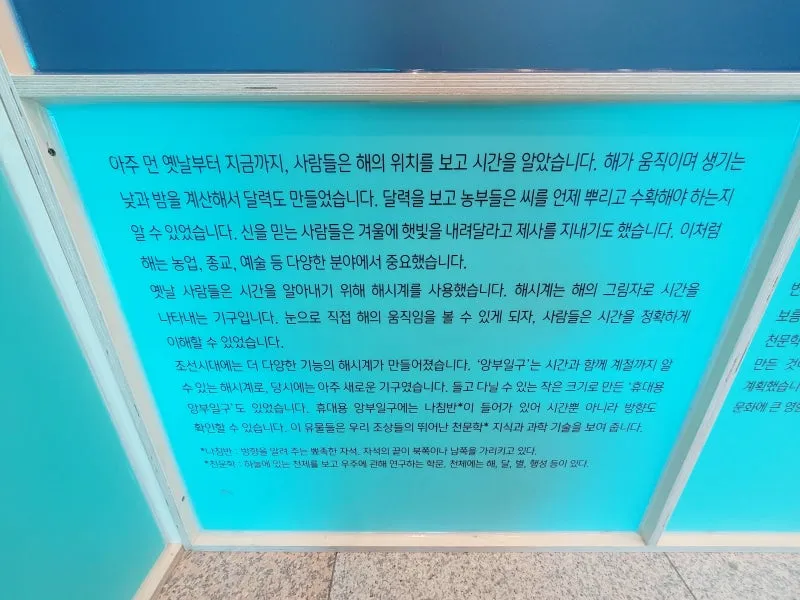 아주 먼 옛날부터 지금까지, 사람들은 해의 위치를 보고 시간을 알았습니다. 해가 움직이며 생기는
낮과 밤을 계산해서 달력도 만들었습니다. 달력을 보고 농부들은 씨를 언제 뿌리고 수확해야 하는지
알 수 있었습니다. 신을 믿는 사람들은 겨울에 햇빛을 내려달라고 제사를 지내기도 했습니다. 이처럼
해는 농업, 종교, 예술 등 다양한 분야에서 중요했습니다.
옛날 사람들은 시간을 알아내기 위해 해시계를 사용했습니다. 해시계는 해의 그림자로 시간을
나타내는 기구입니다. 눈으로 직접 해의 움직임을 볼 수 있게 되자, 사람들은 시간을 정확하게
이해할 수 있었습니다.
조선시대에는 더 다양한 기능의 해시계가 만들어졌습니다. ‘앙부일구’는 시간과 함께 계절까지 알
수 있는 해시계로, 당시에는 아주 새로운 기구였습니다. 들고 다닐 수 있는 작은 크기로 만든 ‘휴대용
앙부일구’도 있었습니다. 휴대용 앙부일구에는 나침반*이 들어가 있어 시간뿐 아니라 방향도
확인할 수 있습니다. 이 유물들은 우리 조상들의 뛰어난 천문학* 지식과 과학 기술을 보여 줍니다.
*나침반 : 방향을 알려 주는 뾰족한 자석. 자석의 끝이 북쪽이나 남쪽을 가리키고 있다.
*천문학 : 하늘에 있는 천체를 보고 우주에 관해 연구하는 학문. 천체에는 해, 달, 별, 행성 등이 있다.
보름
천문학
만든 것
계획했습니
문화에 큰 영